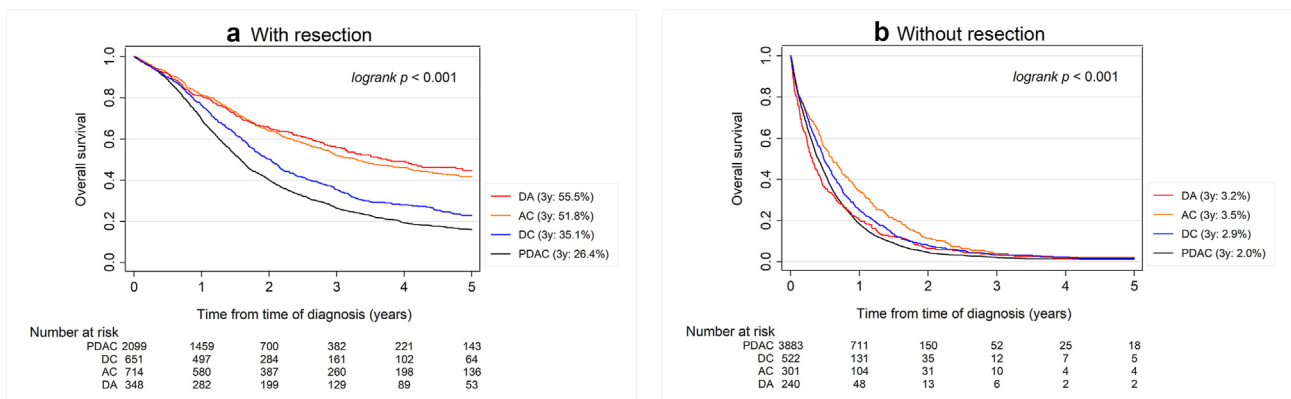 a With resection
logrank p < 0.001
Overall survival
1.0
0.8
0.6
0.4
0.2
0.0
0 1 2 3 4 5
Time from time of diagnosis (years)
DA (3y: 55.5%)
AC (3y: 51.8%)
DC (3y: 35.1%)
PDAC (3y: 26.4%)
Number at risk
PDAC 2099 1459 700 382 221 143
DC 651 497 284 161 102 64
AC 714 580 387 260 198 136
DA 348 282 199 129 89 53
b Without resection
logrank p < 0.001
Overall survival
1.0
0.8
0.6
0.4
0.2
0.0
0 1 2 3 4 5
Time from time of diagnosis (years)
DA (3y: 3.2%)
AC (3y: 3.5%)
DC (3y: 2.9%)
PDAC (3y: 2.0%)
Number at risk
PDAC 3883 711 150 52 25 18
DC 522 131 35 12 7 5
AC 301 104 31 10 4 4
DA 240 48 13 6 2 2